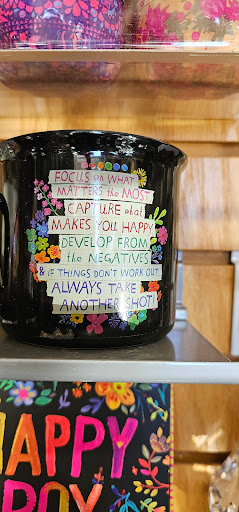 FOCUS on WHAT
MATTERS the MOST
CAPTURE what
MAKES YOU HAPPY
DEVELOP FROM
the NEGATIVES
& IF THINGS DON'T WORK OUT
ALWAYS TAKE
ANOTHER SHOT!
HAPPY